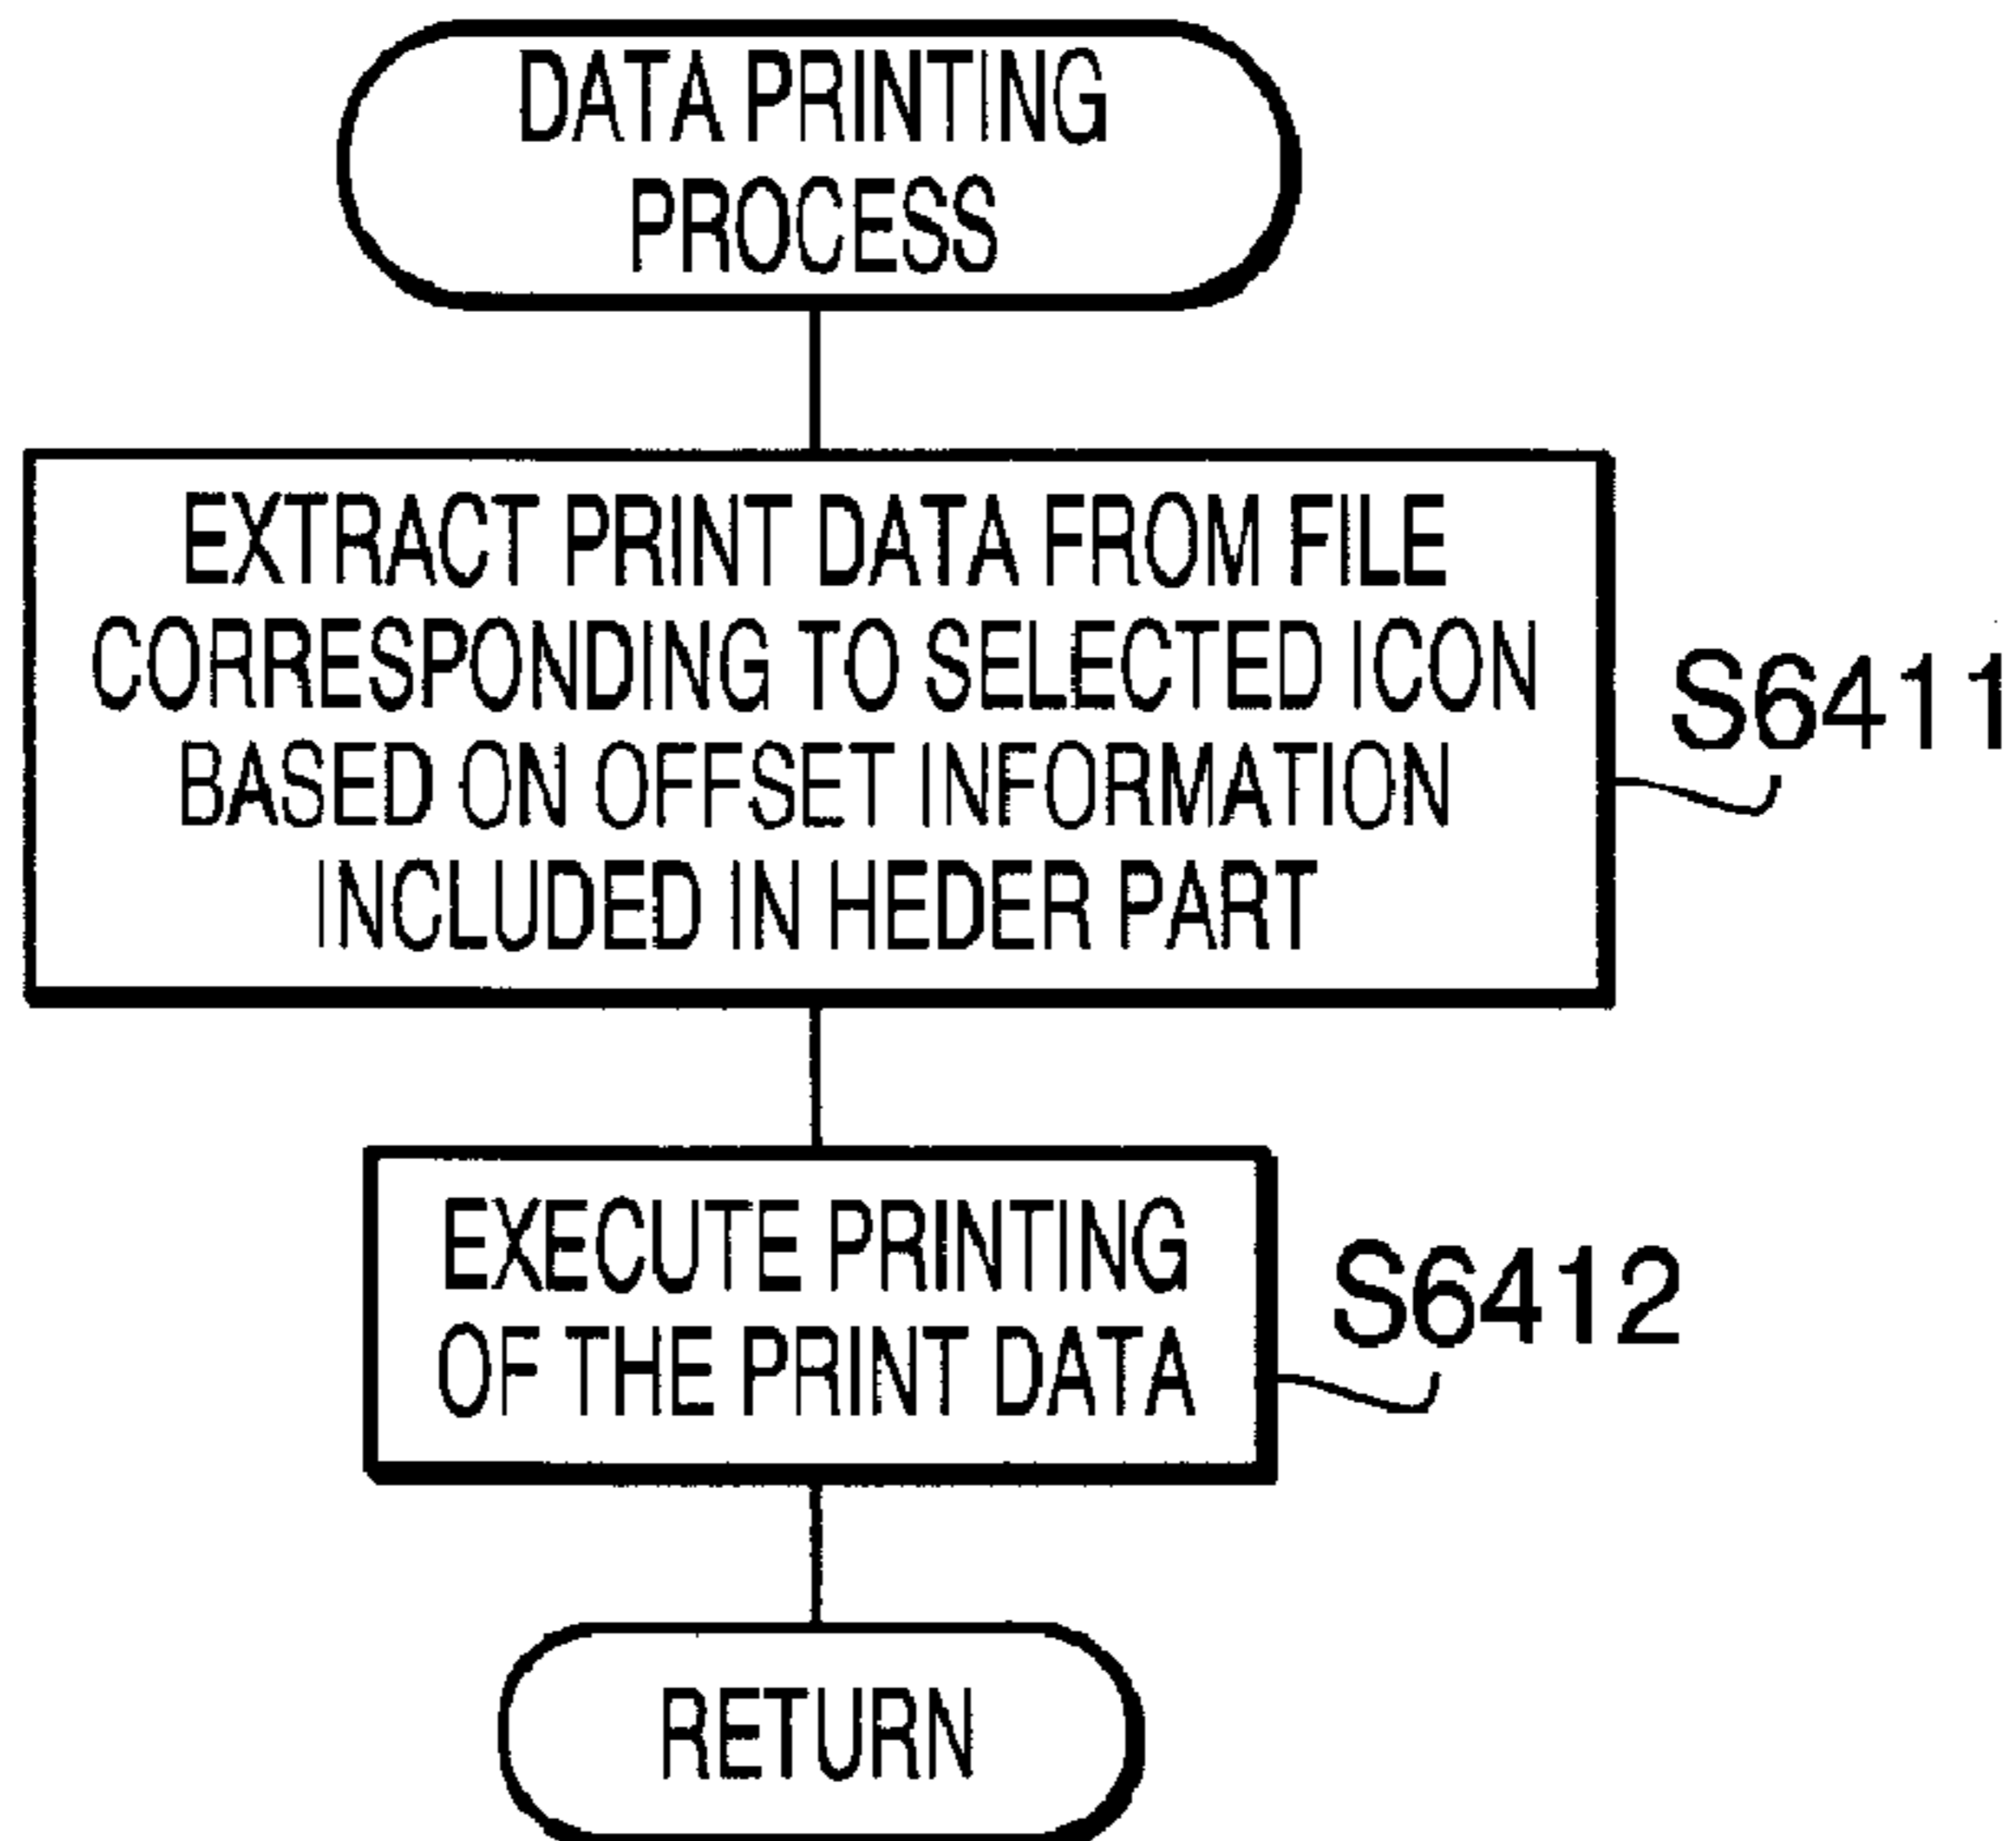 DATA PRINTING
PROCESS
EXTRACT PRINT DATA FROM FILE
CORRESPONDING TO SELECTED ICON
BASED ON OFFSET INFORMATION
INCLUDED IN HEDER PART
S6411
EXECUTE PRINTING
OF THE PRINT DATA
S6412
RETURN